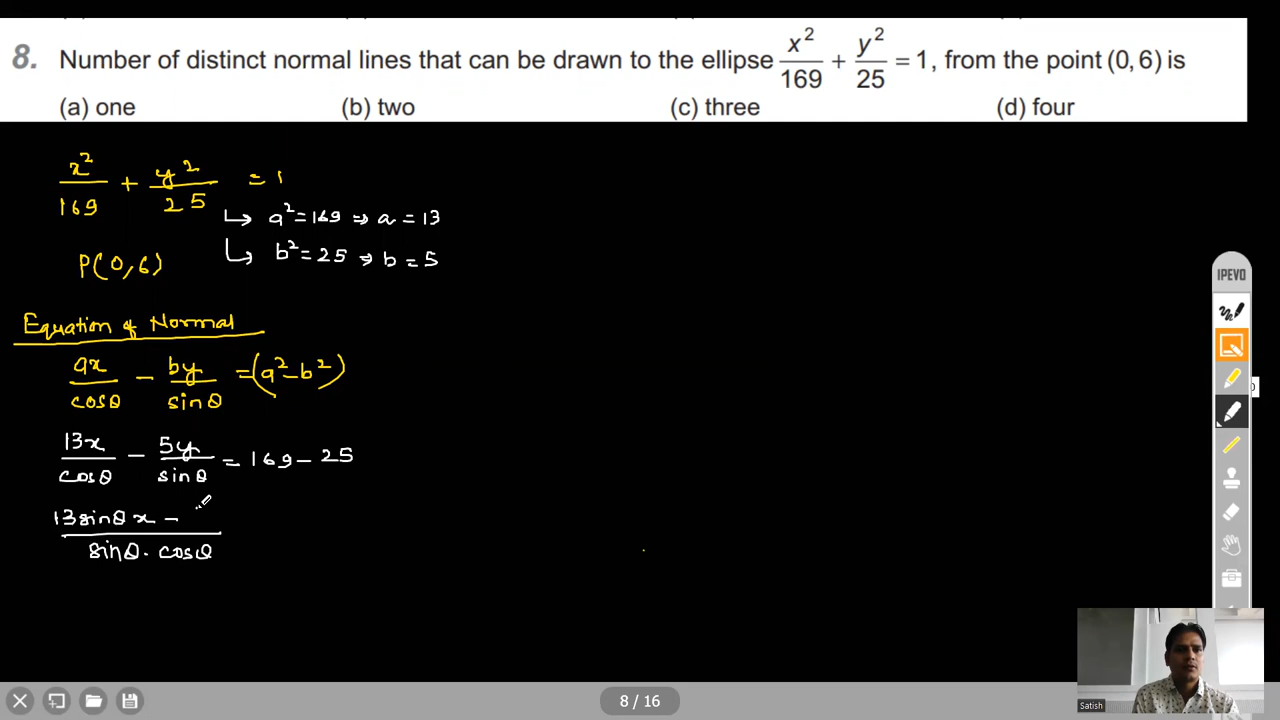 8. Number of distinct normal lines that can be drawn to the ellipse x²/169 + y²/25 = 1, from the point (0, 6) is
(a) one (b) two (c) three (d) four
x²/169 + y²/25 = 1
↳ a² = 169 ⇒ a = 13
↳ b² = 25 ⇒ b = 5
P(0,6)
Equation of Normal
ax/cosθ − by/sinθ = (a² − b²)
13x/cosθ − 5y/sinθ = 169 − 25
13 sinθ x − / sinθ · cosθ
IPEVO
8 / 16
Satish